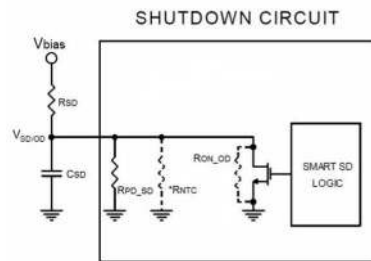 SHUTDOWN CIRCUIT
Vbias
RSD
VSD/OD
CSD
RPD_SD
*RNTC
RON_OD
SMART SD
LOGIC